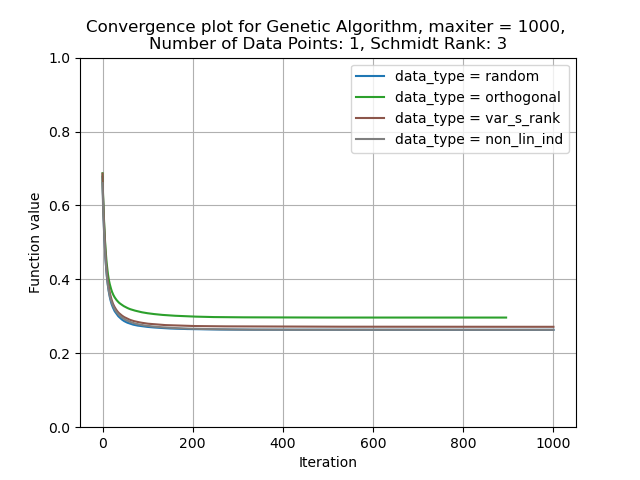 Convergence plot for Genetic Algorithm, maxiter = 1000,
Number of Data Points: 1, Schmidt Rank: 3
data_type = random
data_type = orthogonal
data_type = var_s_rank
data_type = non_lin_ind
Function value
1.0
0.8
0.6
0.4
0.2
0.0
0 200 400 600 800 1000
Iteration